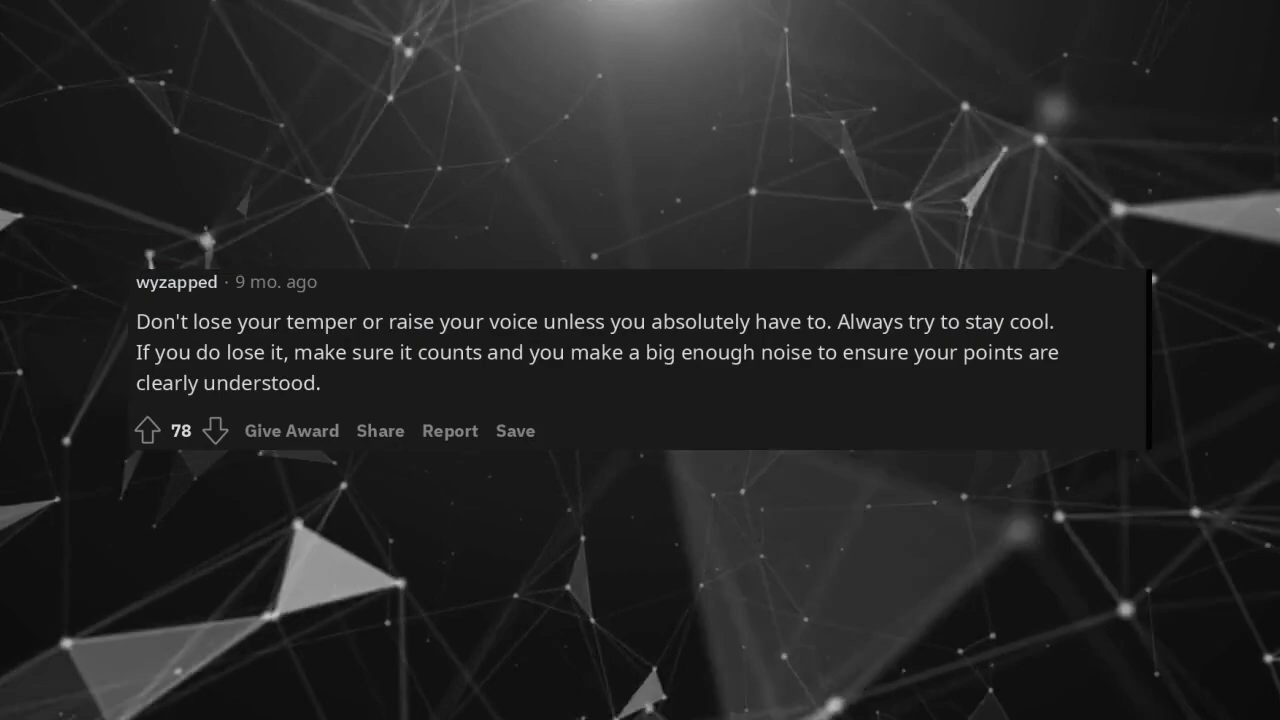 wyzapped · 9 mo. ago
Don't lose your temper or raise your voice unless you absolutely have to. Always try to stay cool.
If you do lose it, make sure it counts and you make a big enough noise to ensure your points are
clearly understood.
78 Give Award Share Report Save